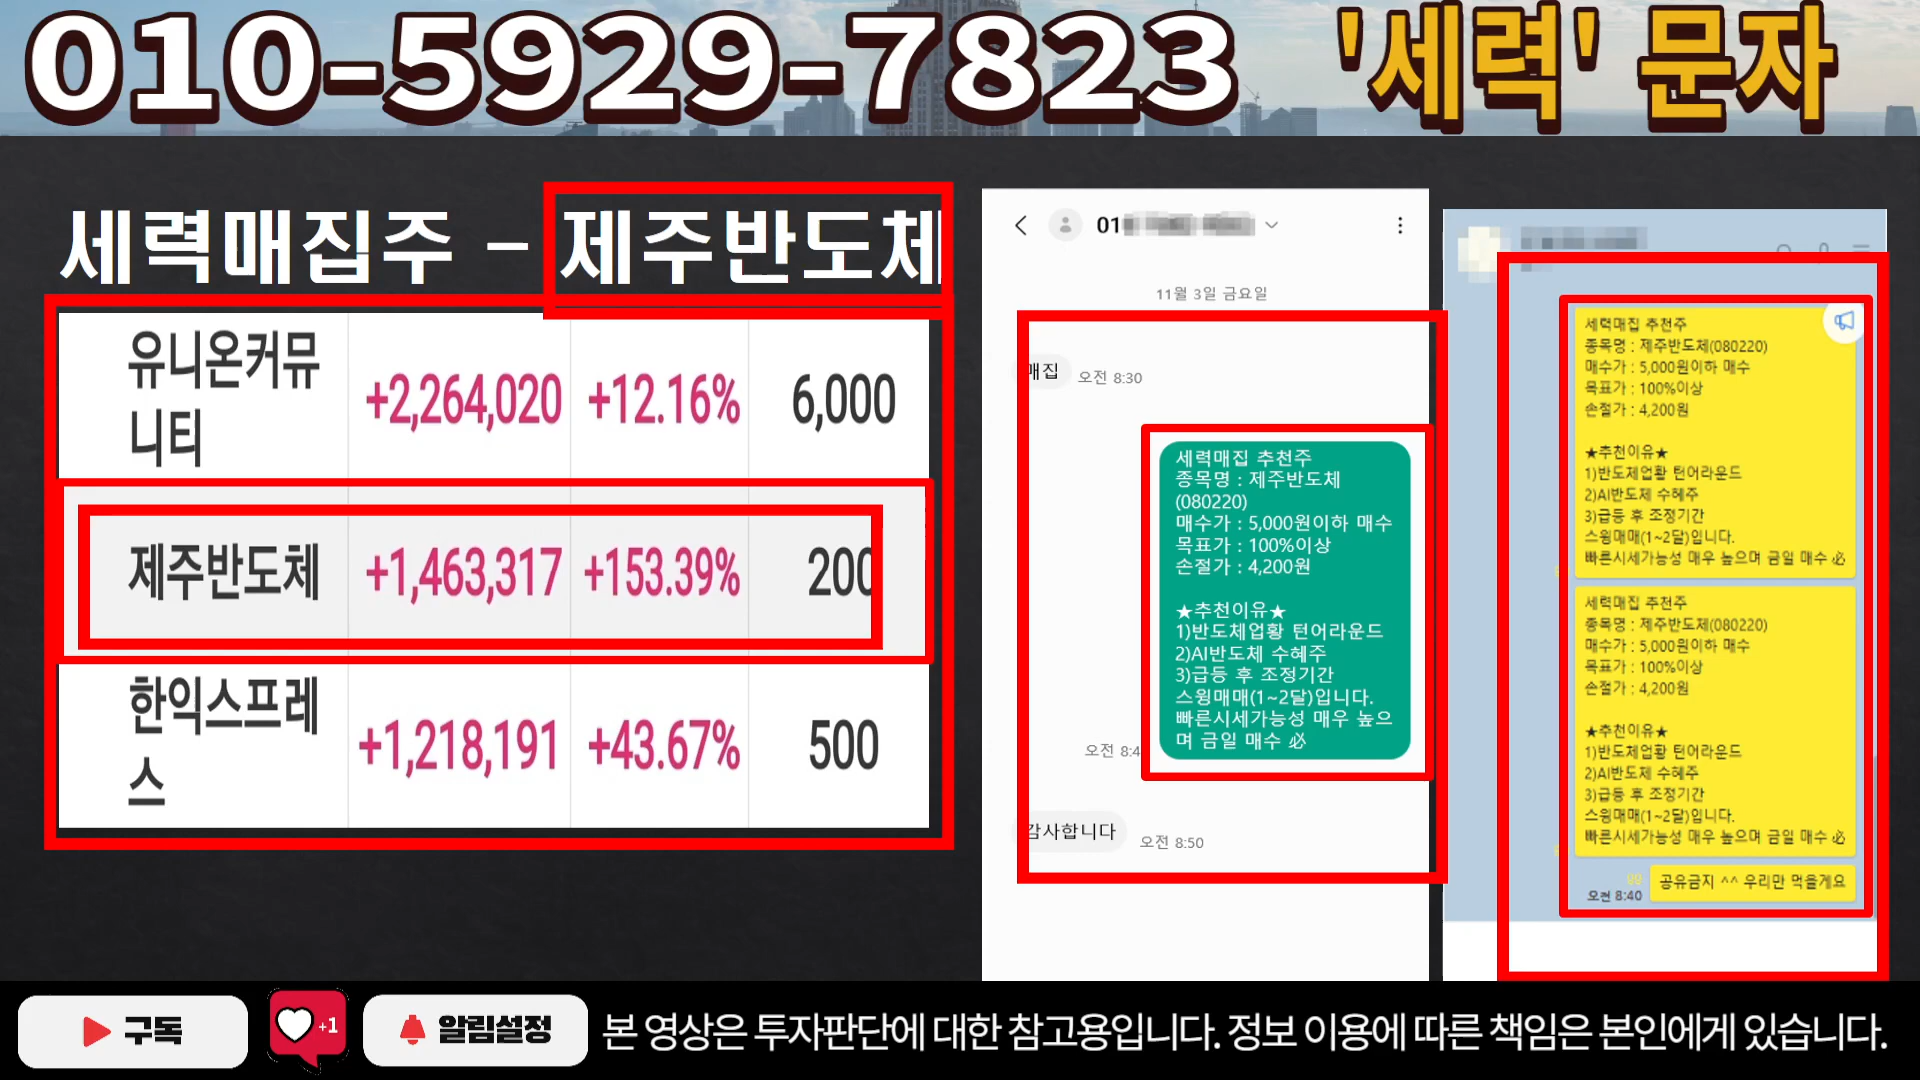 010-5929-7823 '세력' 문자
세력매집주 - 제주반도체
유니온커뮤
니티
+2,264,020 +12.16% 6,000
제주반도체 +1,463,317 +153.39% 200
한익스프레
스
+1,218,191 +43.67% 500
01
11월 3일 금요일
매집 오전 8:30
세력매집 추천주
종목명 : 제주반도체
(080220)
매수가 : 5,000원이하 매수
목표가 : 100%이상
손절가 : 4,200원
★추천이유★
1)반도체업황 턴어라운드
2)AI반도체 수혜주
3)급등 후 조정기간
스윙매매(1~2달)입니다.
빠른시세가능성 매우 높으
며 금일 매수 必
오전 8:4
감사합니다 오전 8:50
세력매집 추천주
종목명 : 제주반도체(080220)
매수가 : 5,000원이하 매수
목표가 : 100%이상
손절가 : 4,200원
★추천이유★
1)반도체업황 턴어라운드
2)AI반도체 수혜주
3)급등 후 조정기간
스윙매매(1~2달)입니다.
빠른시세가능성 매우 높으며 금일 매수 必
세력매집 추천주
종목명 : 제주반도체(080220)
매수가 : 5,000원이하 매수
목표가 : 100%이상
손절가 : 4,200원
★추천이유★
1)반도체업황 턴어라운드
2)AI반도체 수혜주
3)급등 후 조정기간
스윙매매(1~2달)입니다.
빠른시세가능성 매우 높으며 금일 매수 必
오전 8:40 공유금지 ^^ 우리만 먹을게요
구독 +1 알림설정 본 영상은 투자판단에 대한 참고용입니다. 정보 이용에 따른 책임은 본인에게 있습니다.